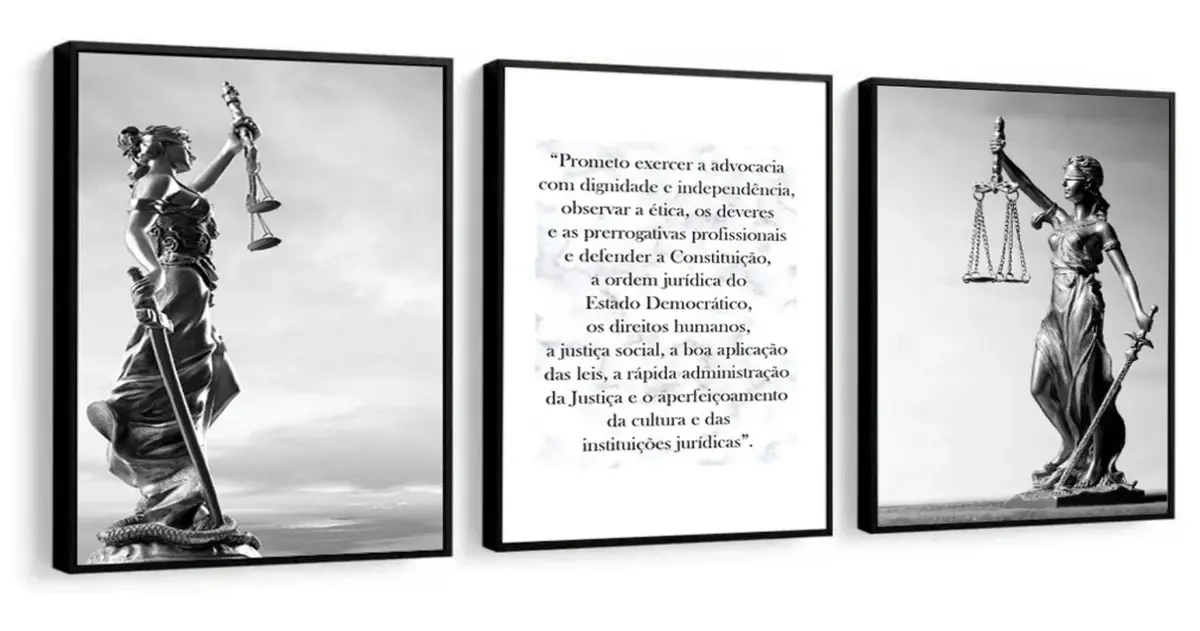 “Prometo exercer a advocacia
com dignidade e independência,
observar a ética, os deveres
e as prerrogativas profissionais
e defender a Constituição,
a ordem jurídica do
Estado Democrático,
os direitos humanos,
a justiça social, a boa aplicação
das leis, a rápida administração
da Justiça e o aperfeiçoamento
da cultura e das
instituições jurídicas”.